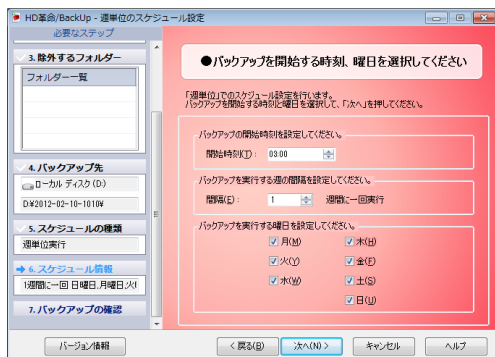 HD革命/BackUp - 週単位のスケジュール設定
必要なステップ
3. 除外するフォルダー
フォルダー一覧
4. バックアップ先
ローカル ディスク (D:)
D:¥2012-02-10-1010¥
5. スケジュールの種類
週単位実行
6. スケジュール情報
1週間に一回 日曜日,月曜日,火(
7. バックアップの確認
●バックアップを開始する時刻、曜日を選択してください
「週単位」でのスケジュール設定を行います。
バックアップを開始する時刻と曜日を選択して、「次へ」を押してください。
バックアップの開始時刻を設定してください。
開始時刻(T): 03:00
バックアップを実行する週の間隔を設定してください。
間隔(E): 1 週間に一回実行
バックアップを実行する曜日を設定してください。
月(M) 木(H)
火(Y) 金(F)
水(W) 土(S)
日(U)
バージョン情報 < 戻る(B) 次へ(N) > キャンセル ヘルプ